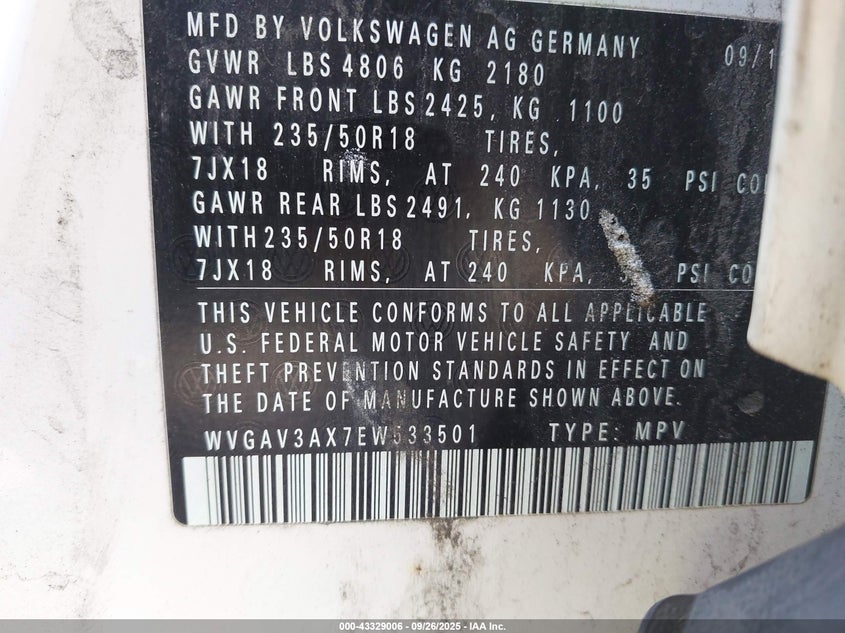 MFD BY VOLKSWAGEN AG GERMANY 09/1
GVWR LBS 4806 KG 2180
GAWR FRONT LBS 2425, KG 1100
WITH 235/50R18 TIRES,
7JX18 RIMS, AT 240 KPA, 35 PSI CO
GAWR REAR LBS 2491, KG 1130
WITH 235/50R18 TIRES,
7JX18 RIMS, AT 240 KPA, PSI CO
THIS VEHICLE CONFORMS TO ALL APPLICABLE
U.S. FEDERAL MOTOR VEHICLE SAFETY AND
THEFT PREVENTION STANDARDS IN EFFECT ON
THE DATE OF MANUFACTURE SHOWN ABOVE.
WVGAV3AX7EW533501 TYPE: MPV
000-43329006 - 09/26/2025 - IAA Inc.